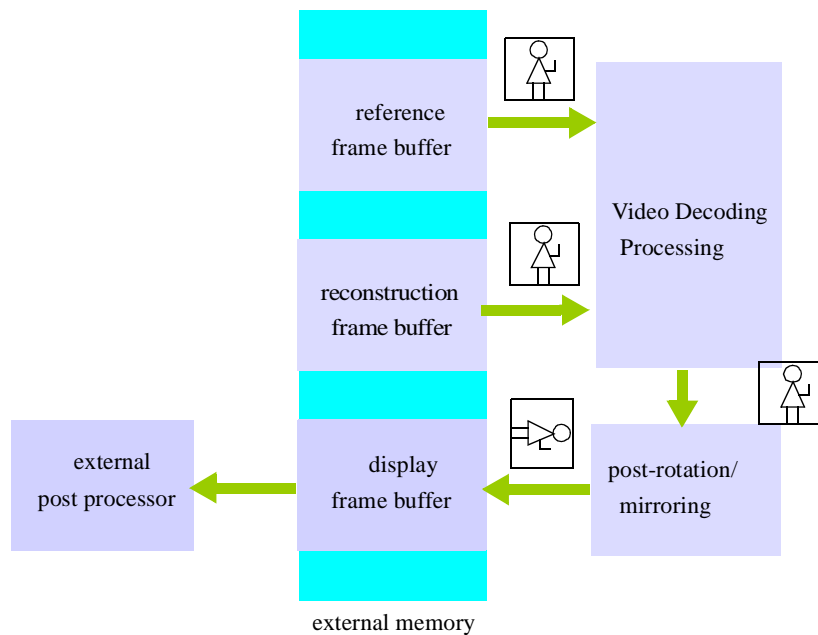 reference
frame buffer
Video Decoding
Processing
reconstruction
frame buffer
external
post processor
display
frame buffer
post-rotation/
mirroring
external memory